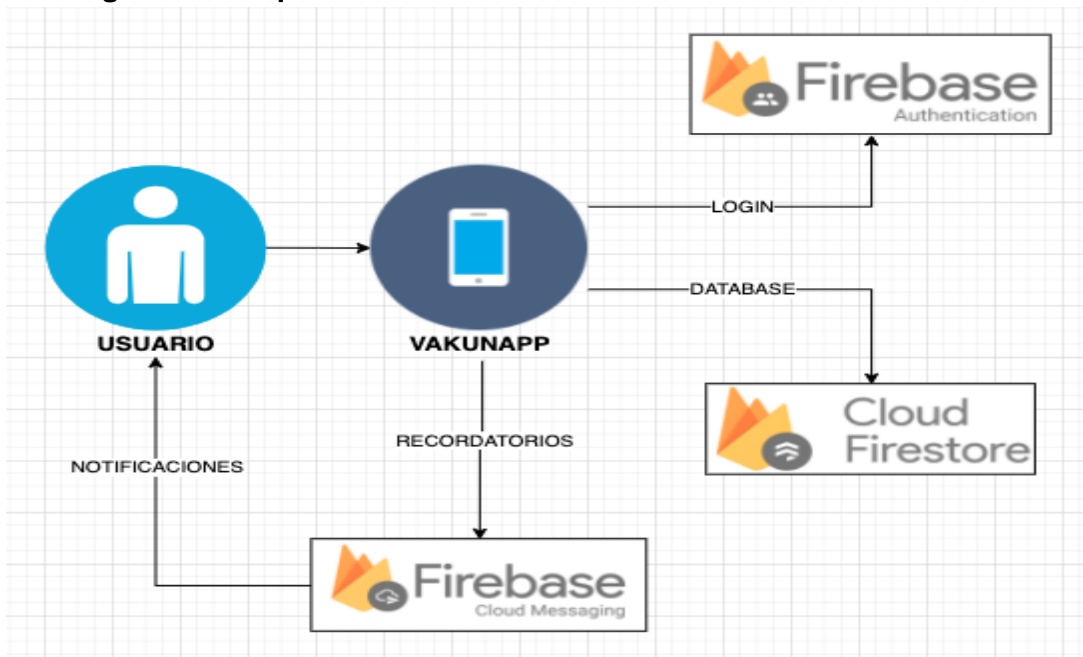 Firebase
Authentication
LOGIN
DATABASE
USUARIO
VAKUNAPP
Cloud
Firestore
RECORDATORIOS
NOTIFICACIONES
Firebase
Cloud Messaging